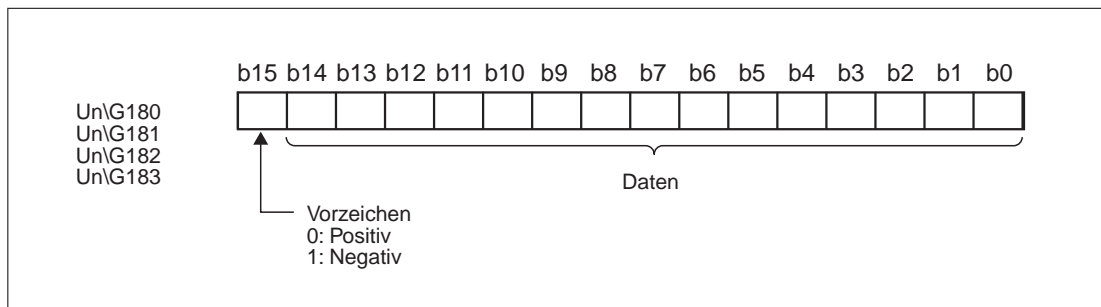 b15 b14 b13 b12 b11 b10 b9 b8 b7 b6 b5 b4 b3 b2 b1 b0
Un\G180
Un\G181
Un\G182
Un\G183
Daten
Vorzeichen
0: Positiv
1: Negativ